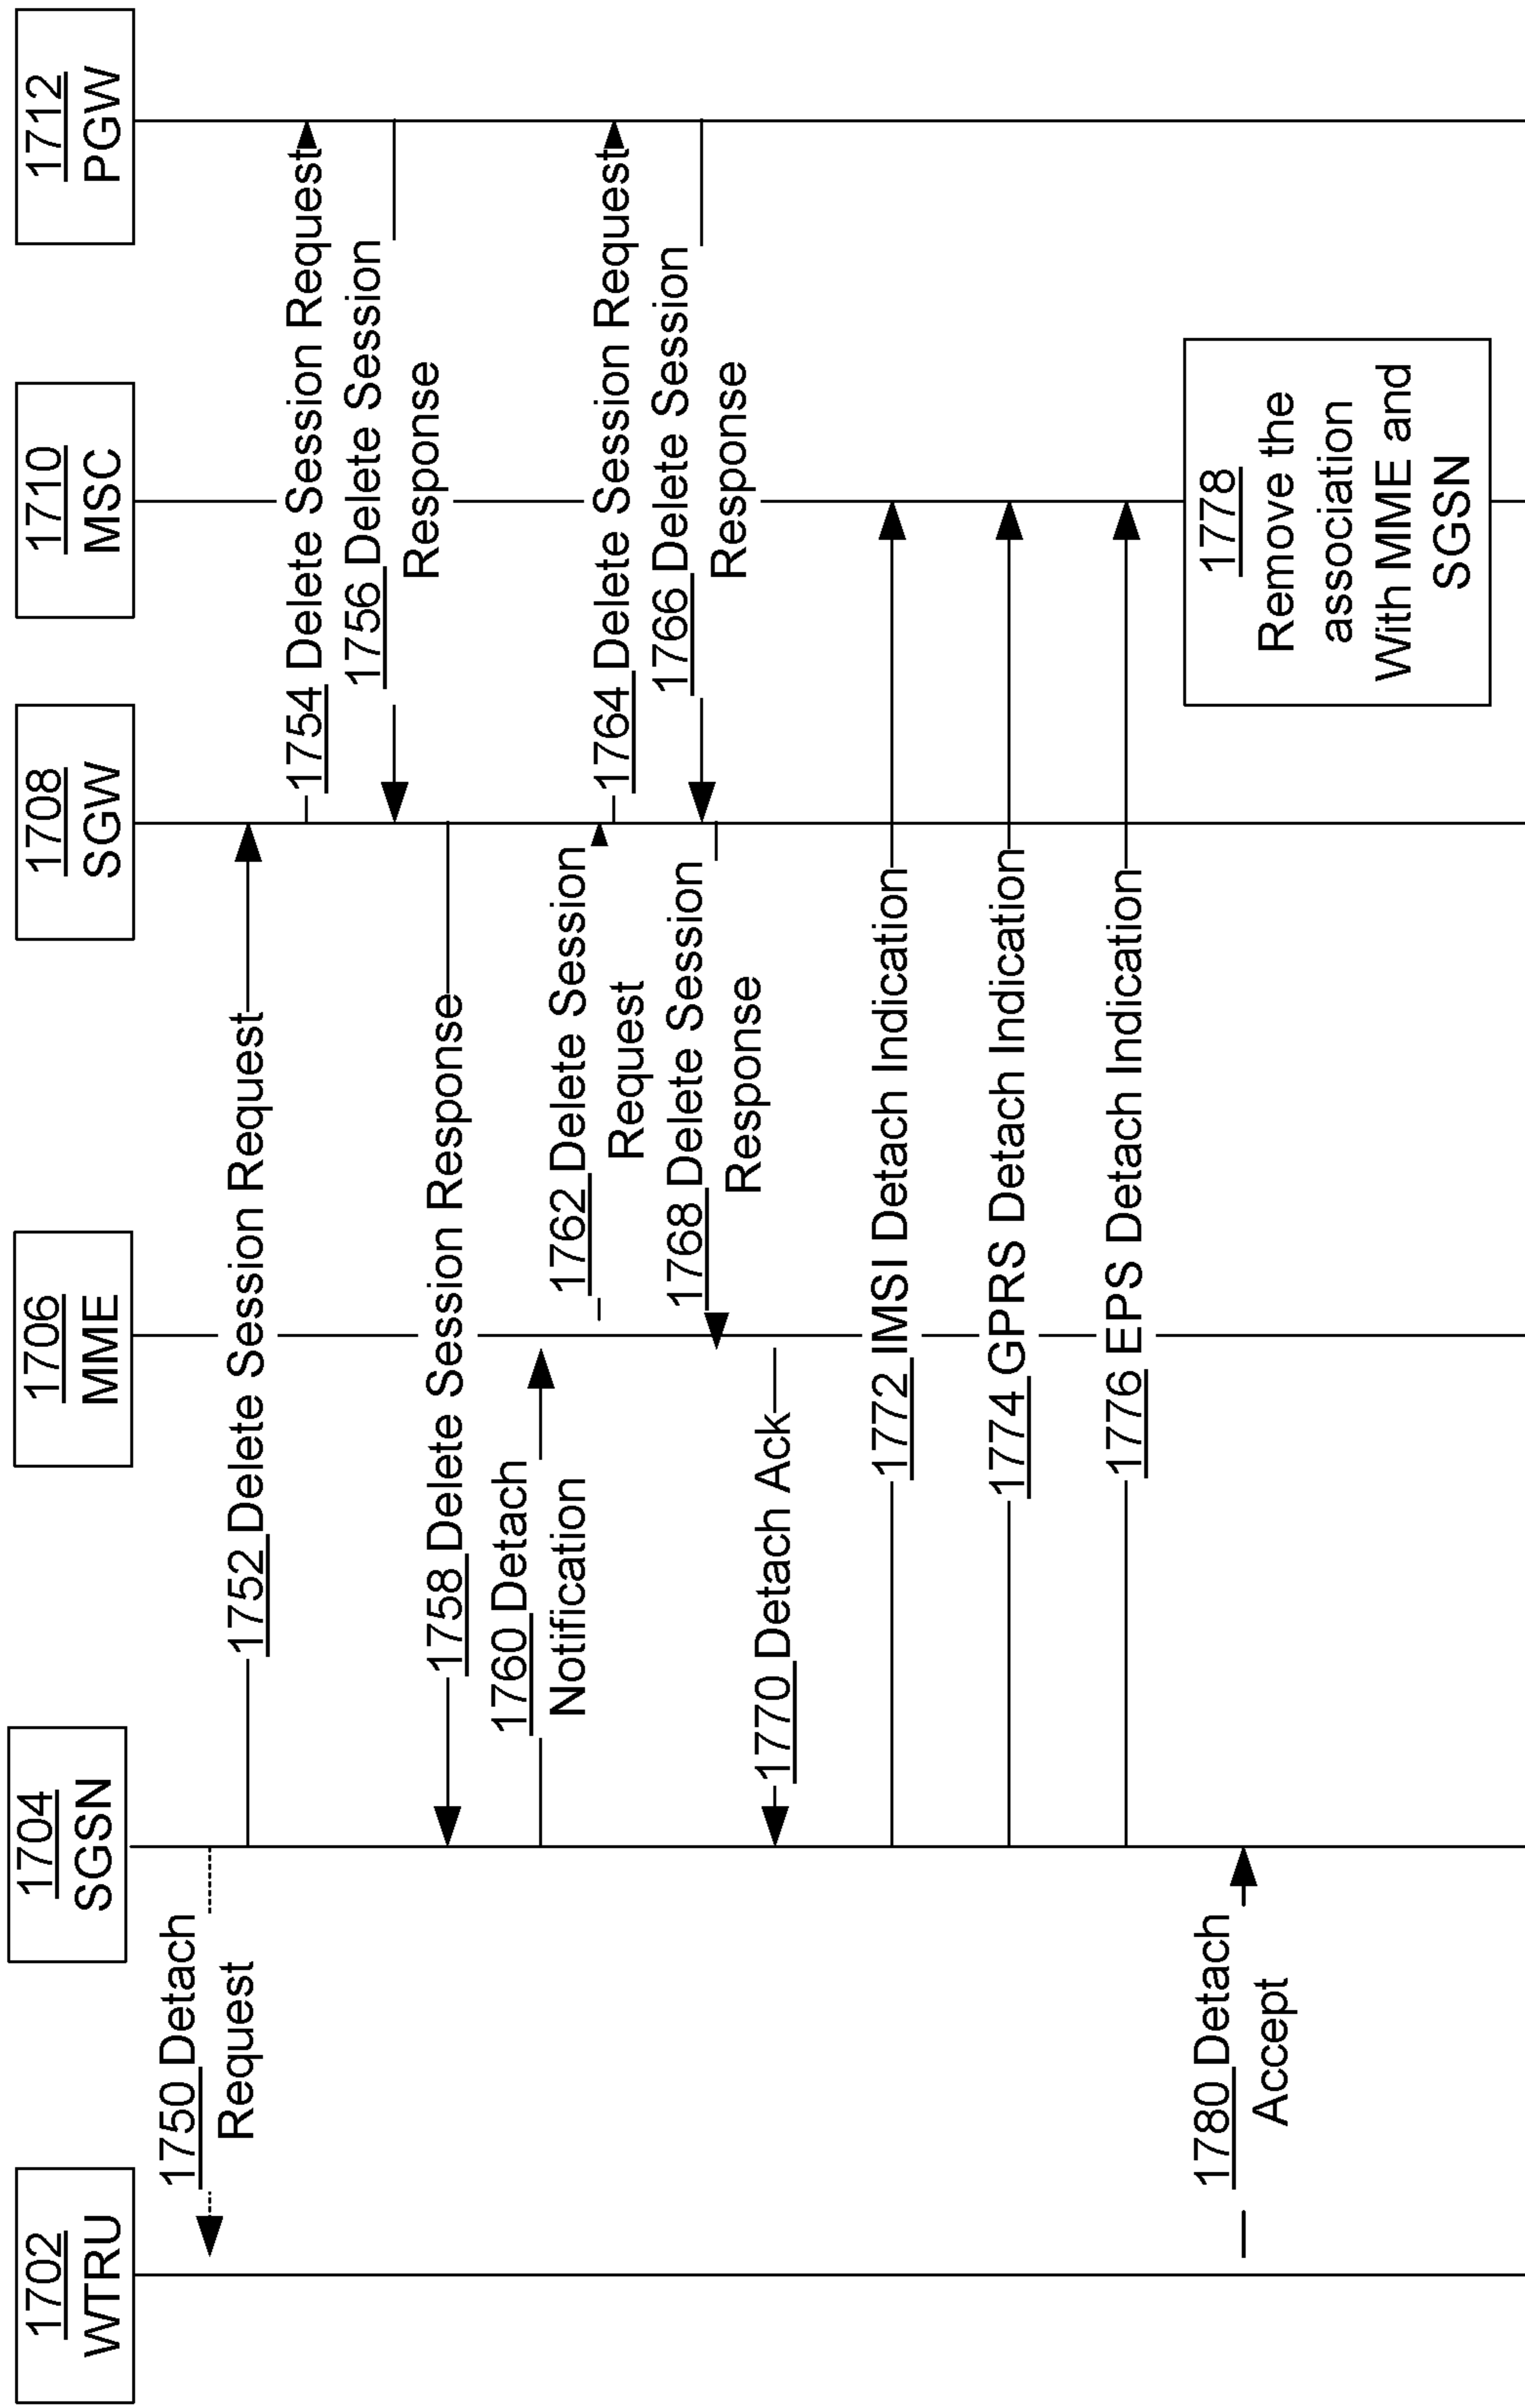 1702
WTRU
1704
SGSN
1706
MME
1708
SGW
1710
MSC
1712
PGW
1750 Detach
Request
1752 Delete Session Request
1754 Delete Session Request
1756 Delete Session
Response
1758 Delete Session Response
1760 Detach
Notification
1762 Delete Session
Request
1764 Delete Session Request
1766 Delete Session
Response
1768 Delete Session
Response
1770 Detach Ack
1772 IMSI Detach Indication
1774 GPRS Detach Indication
1776 EPS Detach Indication
1778
Remove the
association
With MME and
SGSN
1780 Detach
Accept